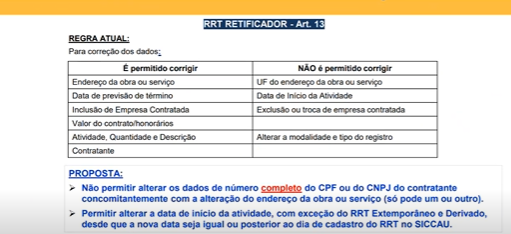 RRT RETIFICADOR - Art. 13
REGRA ATUAL:
Para correção dos dados:
É permitido corrigir NÃO é permitido corrigir
Endereço da obra ou serviço UF do endereço da obra ou serviço
Data de previsão de término Data de Início da Atividade
Inclusão de Empresa Contratada Exclusão ou troca de empresa contratada
Valor do contrato/honorários
Atividade, Quantidade e Descrição Alterar a modalidade e tipo do registro
Contratante
PROPOSTA:
➢ Não permitir alterar os dados de número completo do CPF ou do CNPJ do contratante
concomitantemente com a alteração do endereço da obra ou serviço (só pode um ou outro).
➢ Permitir alterar a data de início da atividade, com exceção do RRT Extemporâneo e Derivado,
desde que a nova data seja igual ou posterior ao dia de cadastro do RRT no SICCAU.